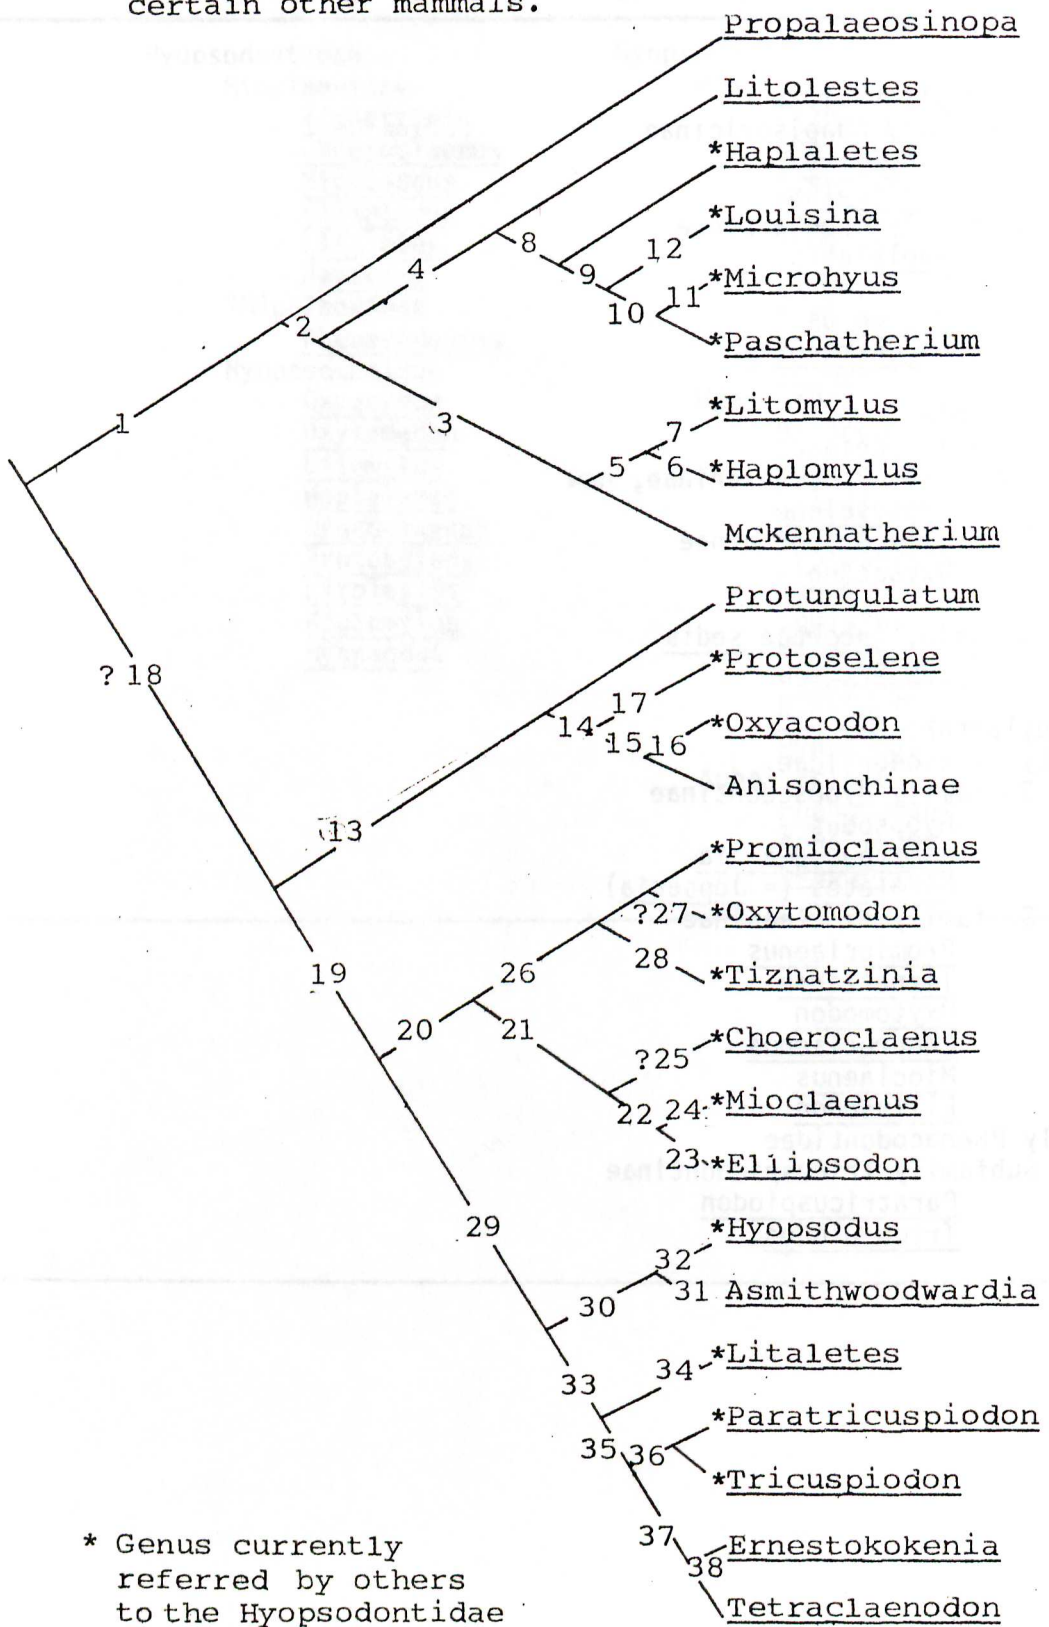 certain other mammals.
Propalaeosinopa
Litolestes
*Haplaletes
8
12
*Louisina
4
9
11
*Microhyus
10
2
*Paschatherium
*Litomylus
1
3
7
5
6
*Haplomylus
Mckennatherium
Protungulatum
*Protoselene
? 18
17
14
*Oxyacodon
15
16
Anisonchinae
13
*Promioclaenus
?27
*Oxytomodon
28
19
26
*Tiznatzinia
20
21
*Choeroclaenus
?25
22
24
*Mioclaenus
23
*Eliipsodon
29
*Hyopsodus
32
31
Asmithwoodwardia
30
*Litaletes
34
33
*Paratricuspiodon
35
36
*Tricuspiodon
37
Ernestokokenia
38
Tetraclaenodon
* Genus currently
referred by others
to the Hyopsodontidae